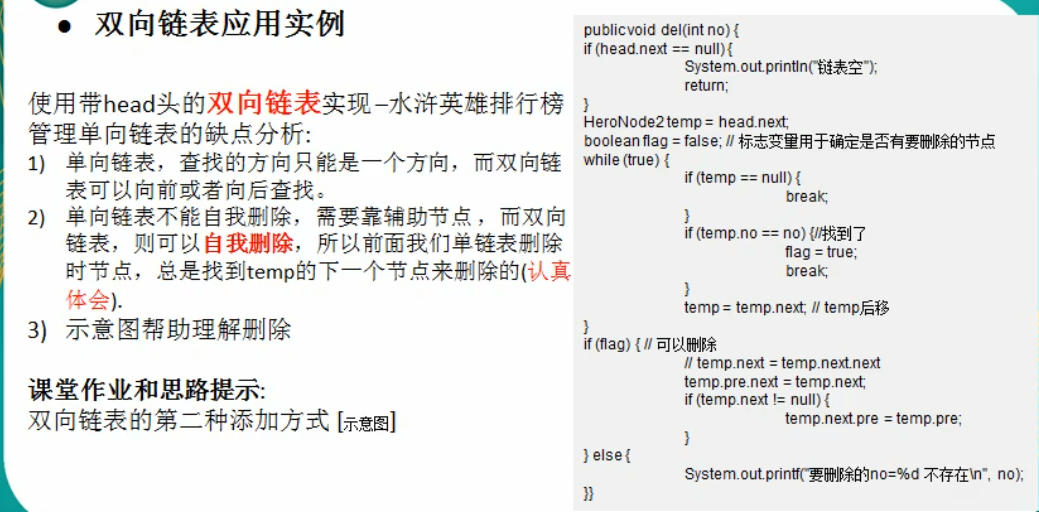 ● 双向链表应用实例
使用带head头的双向链表实现 –水浒英雄排行榜
管理单向链表的缺点分析:
1) 单向链表，查找的方向只能是一个方向，而双向链
表可以向前或者向后查找。
2) 单向链表不能自我删除，需要靠辅助节点 ，而双向
链表，则可以自我删除，所以前面我们单链表删除
时节点，总是找到temp的下一个节点来删除的(认真
体会).
3) 示意图帮助理解删除
课堂作业和思路提示:
双向链表的第二种添加方式 [示意图]
publicvoid del(int no) {
if (head.next == null) {
System.out.println("链表空");
return;
}
HeroNode2 temp = head.next;
boolean flag = false; // 标志变量用于确定是否有要删除的节点
while (true) {
if (temp == null) {
break;
}
if (temp.no == no) {//找到了
flag = true;
break;
}
temp = temp.next; // temp后移
}
if (flag) { // 可以删除
// temp.next = temp.next.next
temp.pre.next = temp.next;
if (temp.next != null) {
temp.next.pre = temp.pre;
}
} else {
System.out.printf("要删除的no=%d 不存在\n", no);
}}